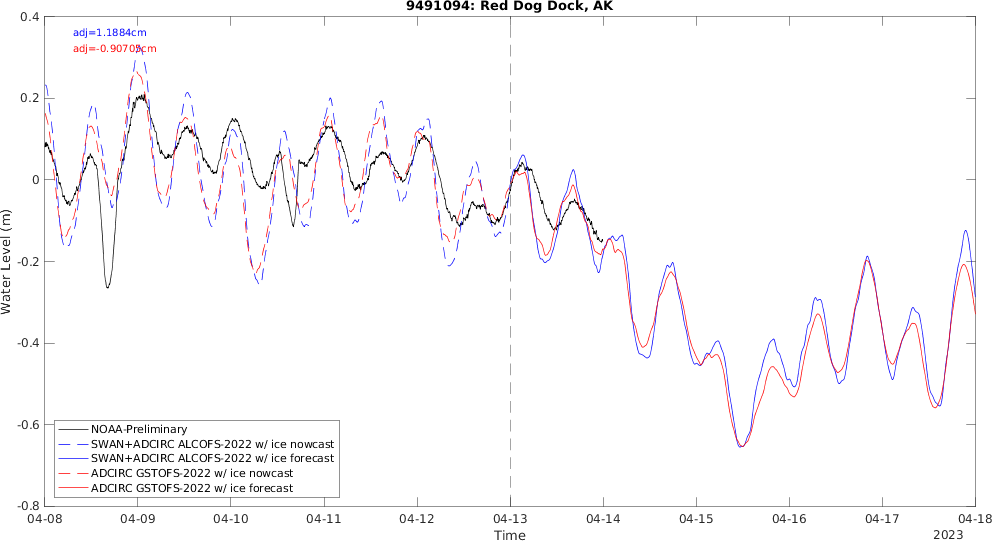 9491094: Red Dog Dock, AK
adj=1.1884cm
adj=-0.90705cm
Water Level (m)
0.4
0.2
0
-0.2
-0.4
-0.6
-0.8
NOAA-Preliminary
SWAN+ADCIRC ALCOFS-2022 w/ ice nowcast
SWAN+ADCIRC ALCOFS-2022 w/ ice forecast
ADCIRC GSTOFS-2022 w/ ice nowcast
ADCIRC GSTOFS-2022 w/ ice forecast
04-08 04-09 04-10 04-11 04-12 04-13 04-14 04-15 04-16 04-17 04-18
Time
2023